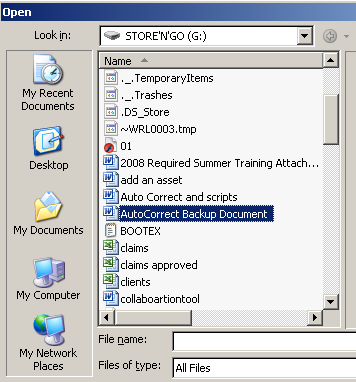 Open
Look in: STORE'N'GO (G:)
Name
._.TemporaryItems
._.Trashes
.DS_Store
~WRL0003.tmp
01
2008 Required Summer Training Attach...
add an asset
Auto Correct and scripts
AutoCorrect Backup Document
BOOTEX
claims
claims approved
clients
collaboartiontool
My Recent
Documents
Desktop
My Documents
My Computer
My Network
Places
File name:
Files of type: All Files